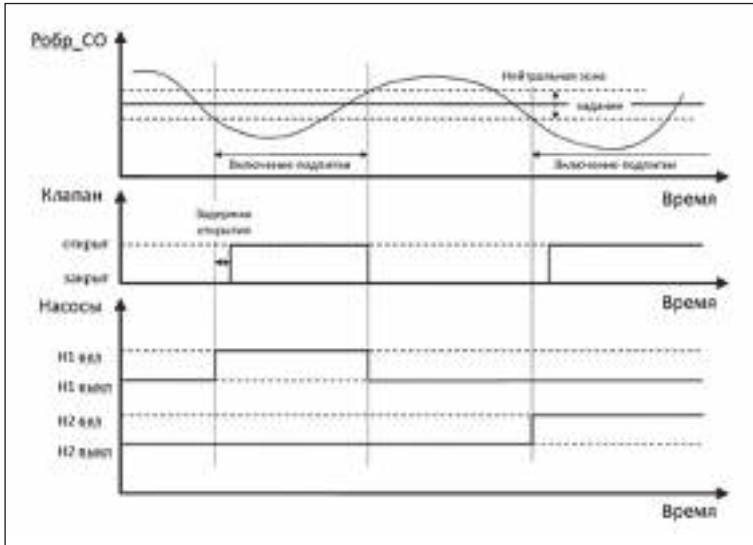 Робр_СО
Нейтральная зона
задание
Включение подпитки
Включение подпитки
Время
Клапан
Задержка
открытия
открыт
закрыт
Время
Насосы
Н1 вкл
Н1 выкл
Н2 вкл
Н2 выкл
Время